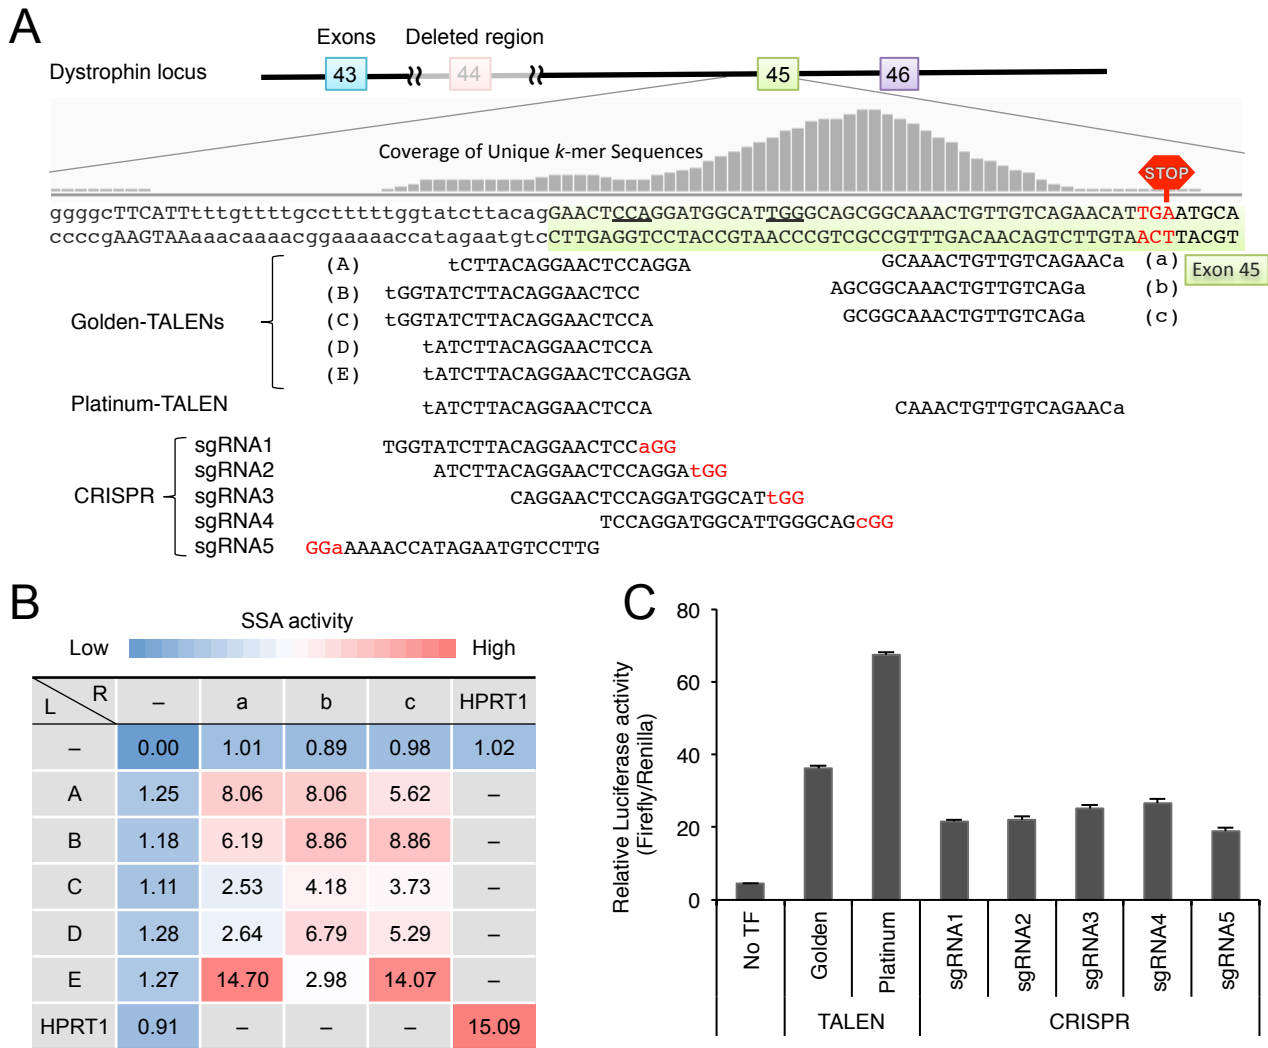 A
Exons Deleted region
Dystrophin locus
43 44 45 46
Coverage of Unique k-mer Sequences
STOP
ggggcTTCATTttgttttgcctttttggtatcttacagGAACTCCAGGATGGCATTGGGCAGCGGCAAACTGTTGTCAGAACATTGAATGCA
ccccgAAGTAAaaacaaaacggaaaaaccatagaatgtcCTTGAGGTCCTACCGTAACCCGTCGCCGTTTGACAACAGTCTTGTAACTTACGT
(A) tCTTACAGGAACTCCAGGA GCAAACTGTTGTCAGAACa (a)
Exon 45
(B) tGGTATCTTACAGGAACTCC AGCGGCAAACTGTTGTCAGa (b)
Golden-TALENs
(C) tGGTATCTTACAGGAACTCCA GCGGCAAACTGTTGTCAGa (c)
(D) tATCTTACAGGAACTCCA
(E) tATCTTACAGGAACTCCAGGA
Platinum-TALEN tATCTTACAGGAACTCCA CAAACTGTTGTCAGAACa
CRISPR
sgRNA1 TGGTATCTTACAGGAACTCCaGG
sgRNA2 ATCTTACAGGAACTCCAGGAtGG
sgRNA3 CAGGAACTCCAGGATGGCATtGG
sgRNA4 TCCAGGATGGCATTGGGCAGcGG
sgRNA5 GGaAAAACCATAGAATGTCCTTG
B
SSA activity
Low High
L R – a b c HPRT1
– 0.00 1.01 0.89 0.98 1.02
A 1.25 8.06 8.06 5.62 –
B 1.18 6.19 8.86 8.86 –
C 1.11 2.53 4.18 3.73 –
D 1.28 2.64 6.79 5.29 –
E 1.27 14.70 2.98 14.07 –
HPRT1 0.91 – – – 15.09
C
Relative Luciferase activity
(Firefly/Renilla)
80
60
40
20
0
No TF Golden Platinum sgRNA1 sgRNA2 sgRNA3 sgRNA4 sgRNA5
TALEN CRISPR